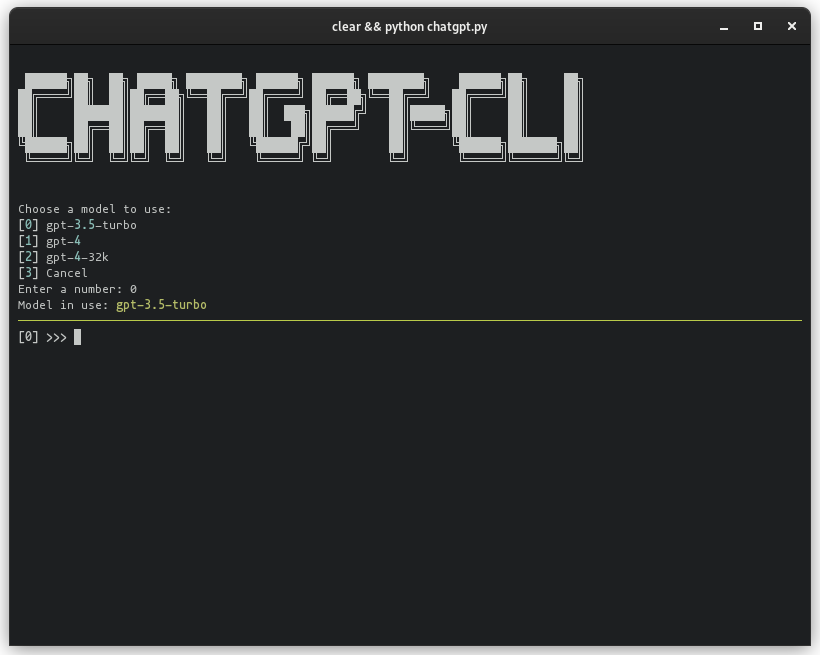 clear && python chatgpt.py
CHATGPT-CLI
Choose a model to use:
[0] gpt-3.5-turbo
[1] gpt-4
[2] gpt-4-32k
[3] Cancel
Enter a number: 0
Model in use: gpt-3.5-turbo
[0] >>>